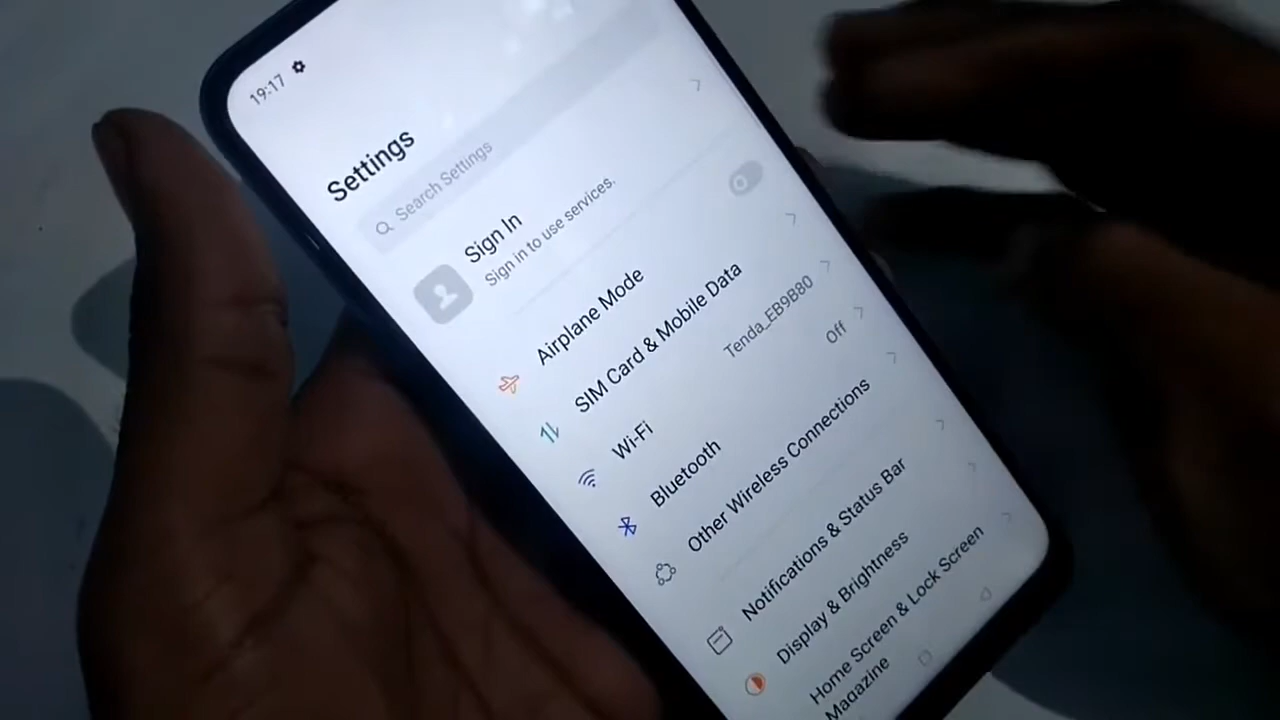 19:17
Settings
Search Settings
Sign In
Sign in to use services.
Airplane Mode
SIM Card & Mobile Data
Wi-Fi Tenda_EB9B80
Bluetooth Off
Other Wireless Connections
Notifications & Status Bar
Display & Brightness
Home Screen & Lock Screen
Magazine